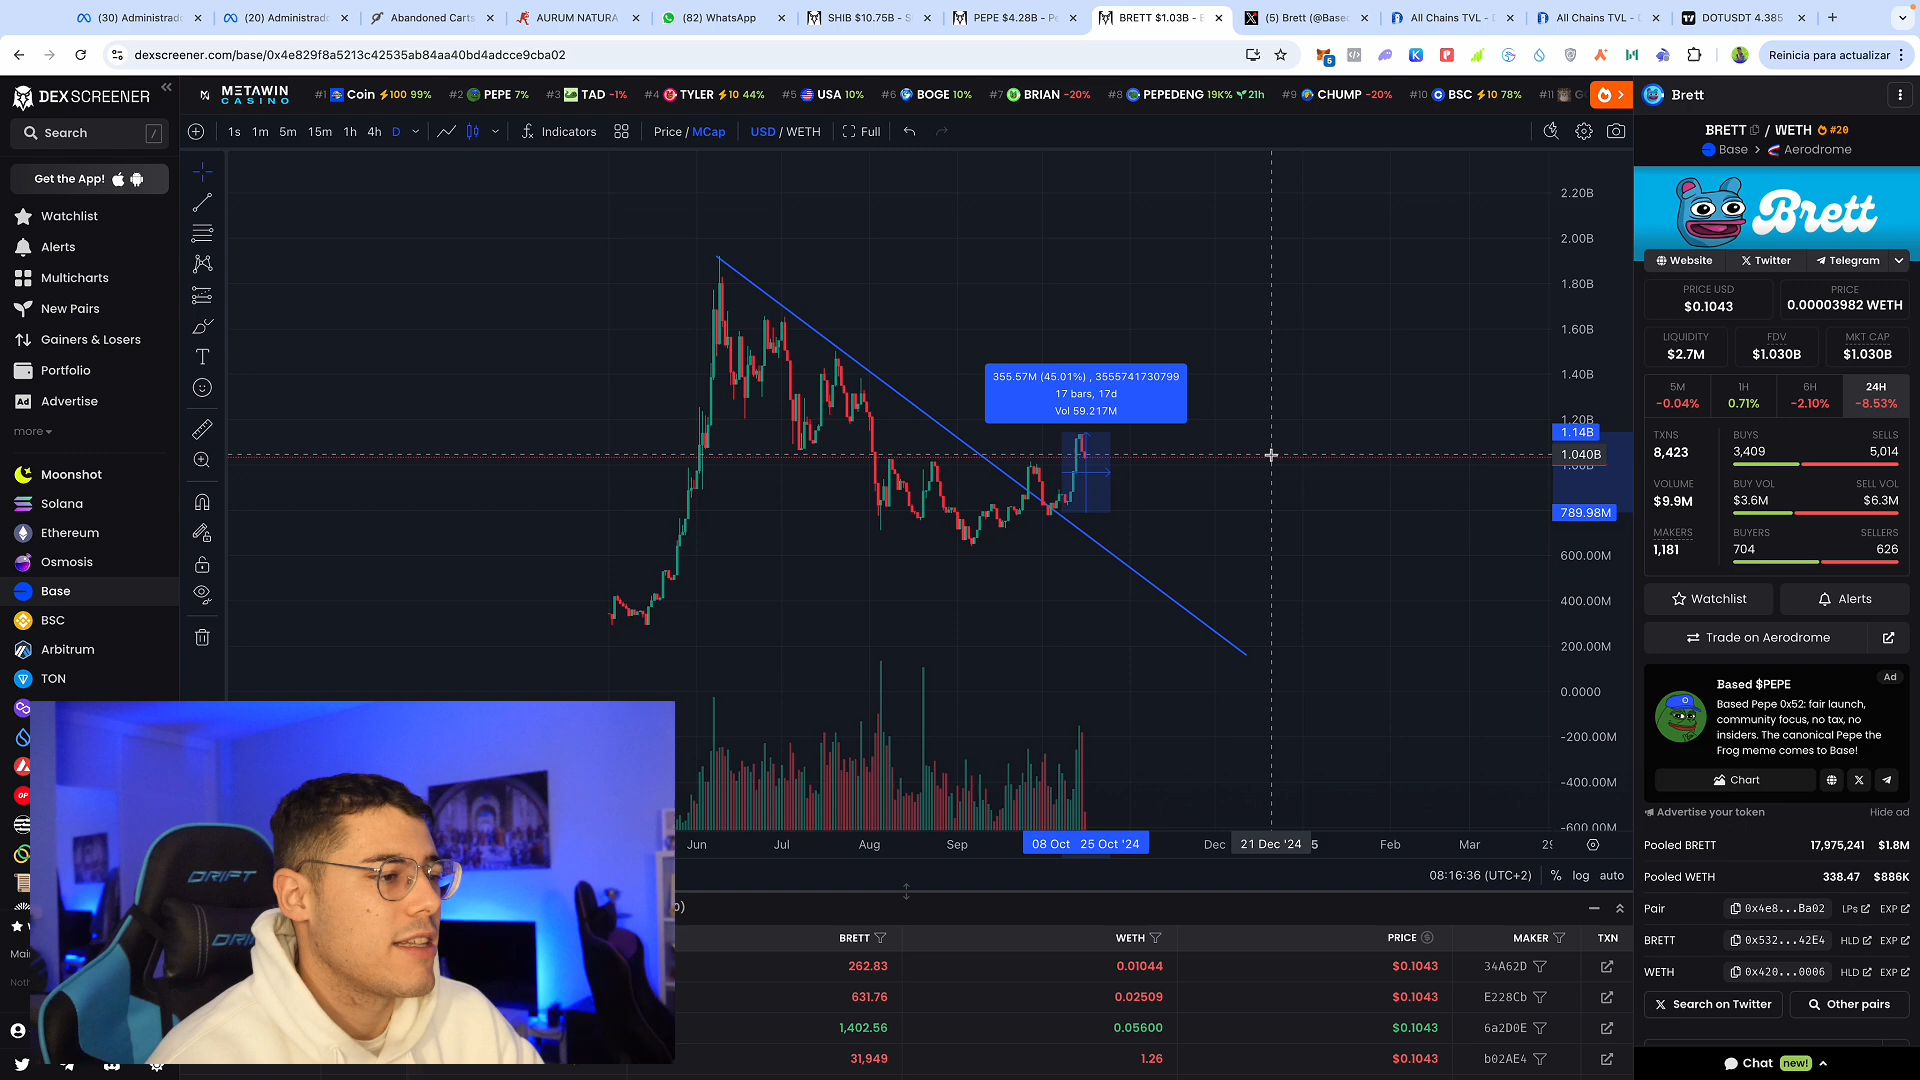 (30) Administrad
(20) Administrad
Abandoned Carts
AURUM NATURA
(82) WhatsApp
SHIB $10.75B - S
PEPE $4.28B - Pe
BRETT $1.03B - B
(5) Brett (@Based
All Chains TVL - D
All Chains TVL - D
DOTUSDT 4.385
dexscreener.com/base/0x4e829f8a5213c42535ab84aa40bd4adcce9cba02
5
Reinicia para actualizar
DEX SCREENER
METAWIN
CASINO
#1 Coin ⚡100 99%
#2 PEPE 7%
#3 TAD -1%
#4 TYLER ⚡10 44%
#5 USA 10%
#6 BOGE 10%
#7 BRIAN -20%
#8 PEPEDENG 19K% 21h
#9 CHUMP -20%
#10 BSC ⚡10 78%
#11
Brett
Search /
1s 1m 5m 15m 1h 4h D
Indicators
Price / MCap
USD / WETH
Full
BRETT / WETH #20
Base > Aerodrome
Get the App!
Watchlist
Alerts
Multicharts
New Pairs
Gainers & Losers
Portfolio
Advertise
more
Moonshot
Solana
Ethereum
Osmosis
Base
BSC
Arbitrum
TON
355.57M (45.01%) , 3555741730799
17 bars, 17d
Vol 59.217M
2.20B
2.00B
1.80B
1.60B
1.40B
1.20B
1.14B
1.040B
789.98M
600.00M
400.00M
200.00M
0.0000
-200.00M
-400.00M
-600.00M
Jun
Jul
Aug
Sep
08 Oct
25 Oct '24
Dec
21 Dec '24
5
Feb
Mar
08:16:36 (UTC+2)
%
log
auto
DRIFT
BRETT
WETH
PRICE
MAKER
TXN
262.83 0.01044 $0.1043 34A62D
631.76 0.02509 $0.1043 E228Cb
1,402.56 0.05600 $0.1043 6a2D0E
31,949 1.26 $0.1043 b02AE4
Brett
Website
Twitter
Telegram
PRICE USD
$0.1043
PRICE
0.00003982 WETH
LIQUIDITY
$2.7M
FDV
$1.030B
MKT CAP
$1.030B
5M
-0.04%
1H
0.71%
6H
-2.10%
24H
-8.53%
TXNS
8,423
BUYS
3,409
SELLS
5,014
VOLUME
$9.9M
BUY VOL
$3.6M
SELL VOL
$6.3M
MAKERS
1,181
BUYERS
704
SELLERS
626
Watchlist
Alerts
Trade on Aerodrome
Ad
Based $PEPE
Based Pepe 0x52: fair launch,
community focus, no tax, no
insiders. The canonical Pepe the
Frog meme comes to Base!
Chart
Advertise your token
Hide ad
Pooled BRETT 17,975,241 $1.8M
Pooled WETH 338.47 $886K
Pair 0x4e8...Ba02 LPs EXP
BRETT 0x532...42E4 HLD EXP
WETH 0x420...0006 HLD EXP
Search on Twitter
Other pairs
Chat new!